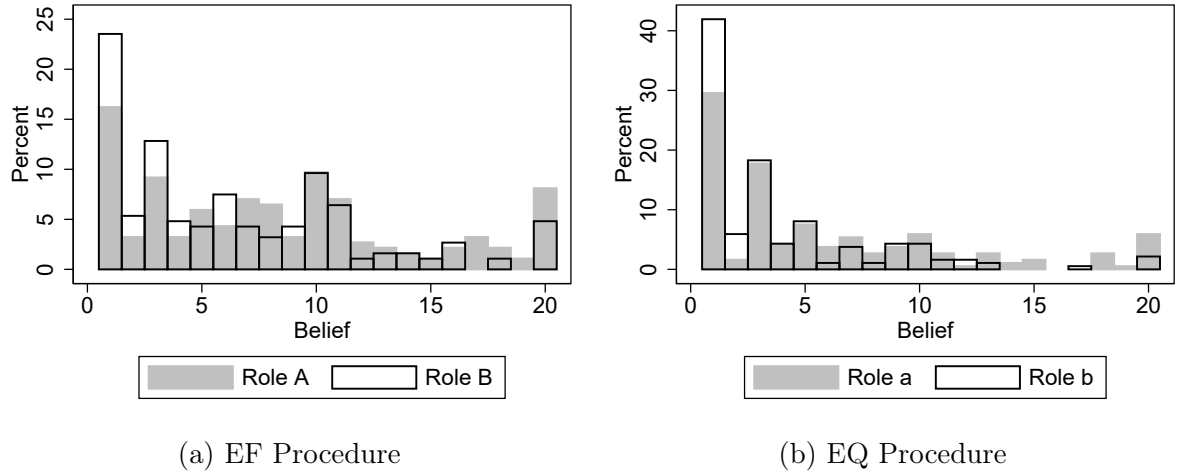 25
20
15
10
5
0
Percent
0 5 10 15 20
Belief
Role A Role B
(a) EF Procedure
40
30
20
10
0
Percent
0 5 10 15 20
Belief
Role a Role b
(b) EQ Procedure